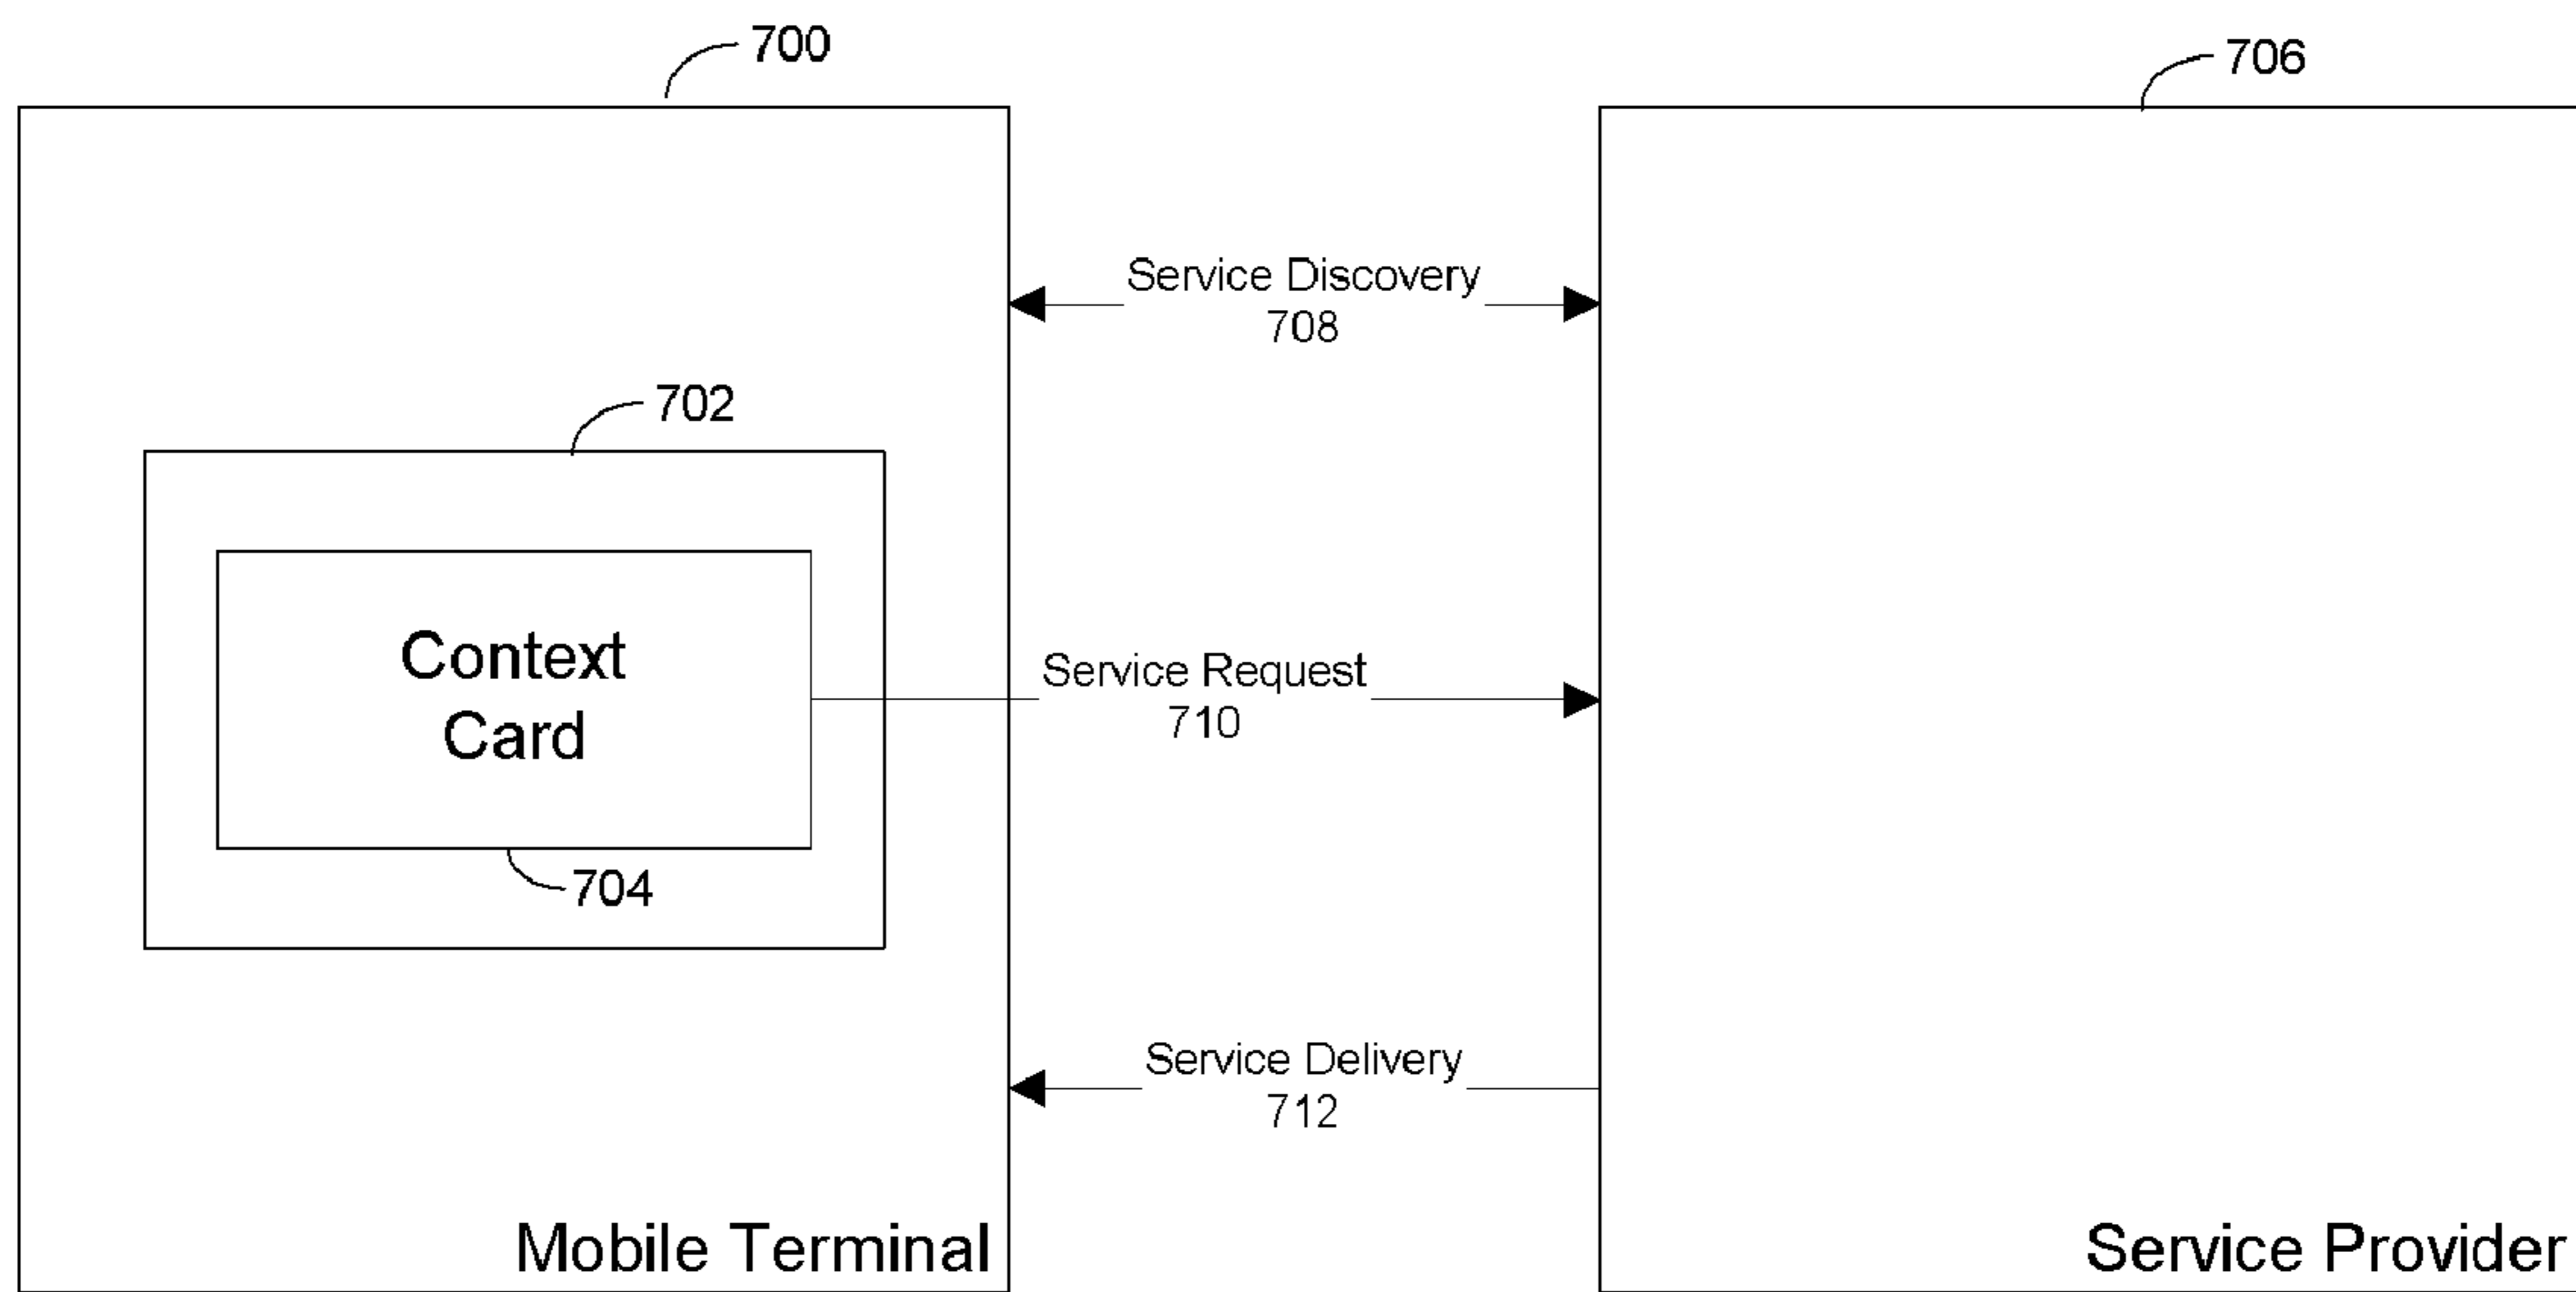 700
706
Service Discovery
708
702
Context
Card
Service Request
710
704
Service Delivery
712
Mobile Terminal
Service Provider